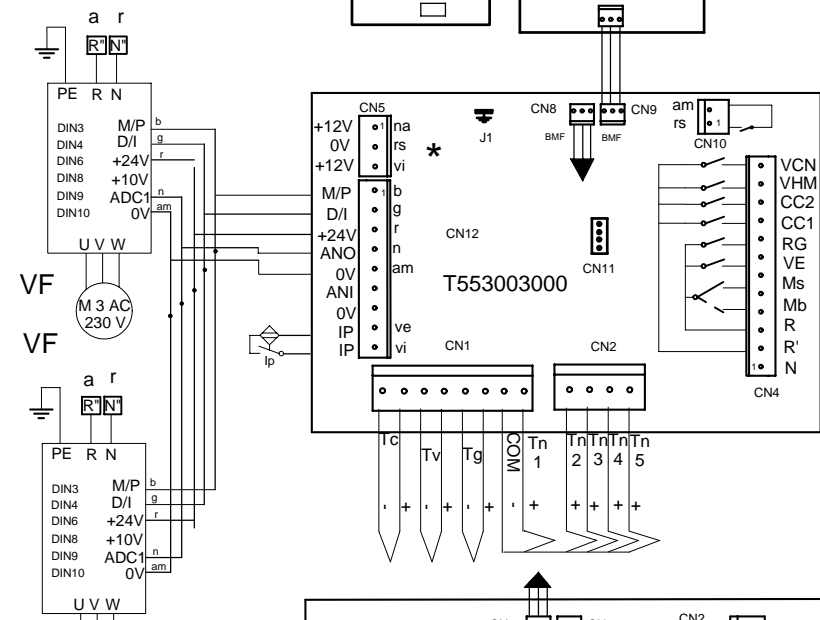 a r
R" N"
PE R N
DIN3 M/P b
DIN4 D/I g
DIN6 +24V r
DIN8 +10V
DIN9 ADC1 n
DIN10 0V am
U V W
M 3 AC
230 V
VF
VF
a r
R" N"
PE R N
DIN3 M/P b
DIN4 D/I g
DIN6 +24V r
DIN8 +10V
DIN9 ADC1 n
DIN10 0V am
U V W
CN5
+12V 1 na
0V rs
+12V vi
*
J1
CN8
BMF
CN9
BMF
am
rs 1
CN10
M/P 1 b
D/I g
+24V r
ANO n
0V am
ANI
0V
IP ve
IP vi
Ip
CN12
T553003000
CN11
VCN
VHM
CC2
CC1
RG
VE
Ms
Mb
R
R'
1 N
CN4
CN1
CN2
Tc Tv Tg COM Tn 1 Tn 2 Tn 3 Tn 4 Tn 5
- + - + - + - + + + +
CN2